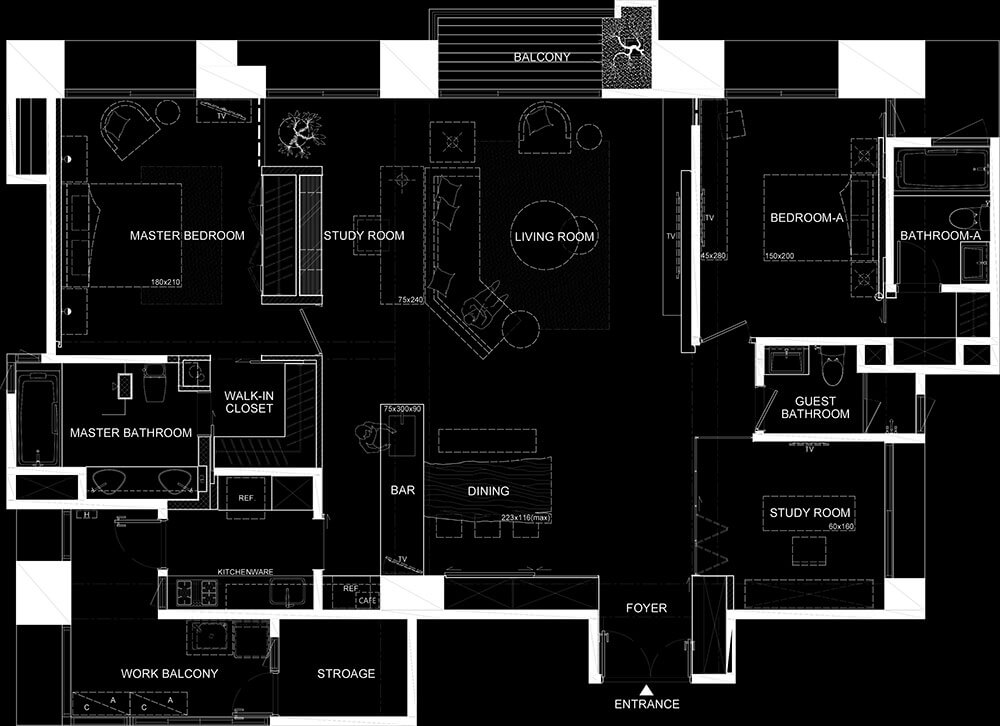 BALCONY
TV
MASTER BEDROOM
180x210
STUDY ROOM
75x240
LIVING ROOM
TV
TV
45x280
BEDROOM-A
150x200
BATHROOM-A
WALK-IN
CLOSET
MASTER BATHROOM
75x300x90
GUEST
BATHROOM
TV
REF.
BAR
DINING
223x116(max)
STUDY ROOM
60x160
H
TV
KITCHENWARE
REF.
CAFE
FOYER
WORK BALCONY
STROAGE
C
A
C
A
ENTRANCE